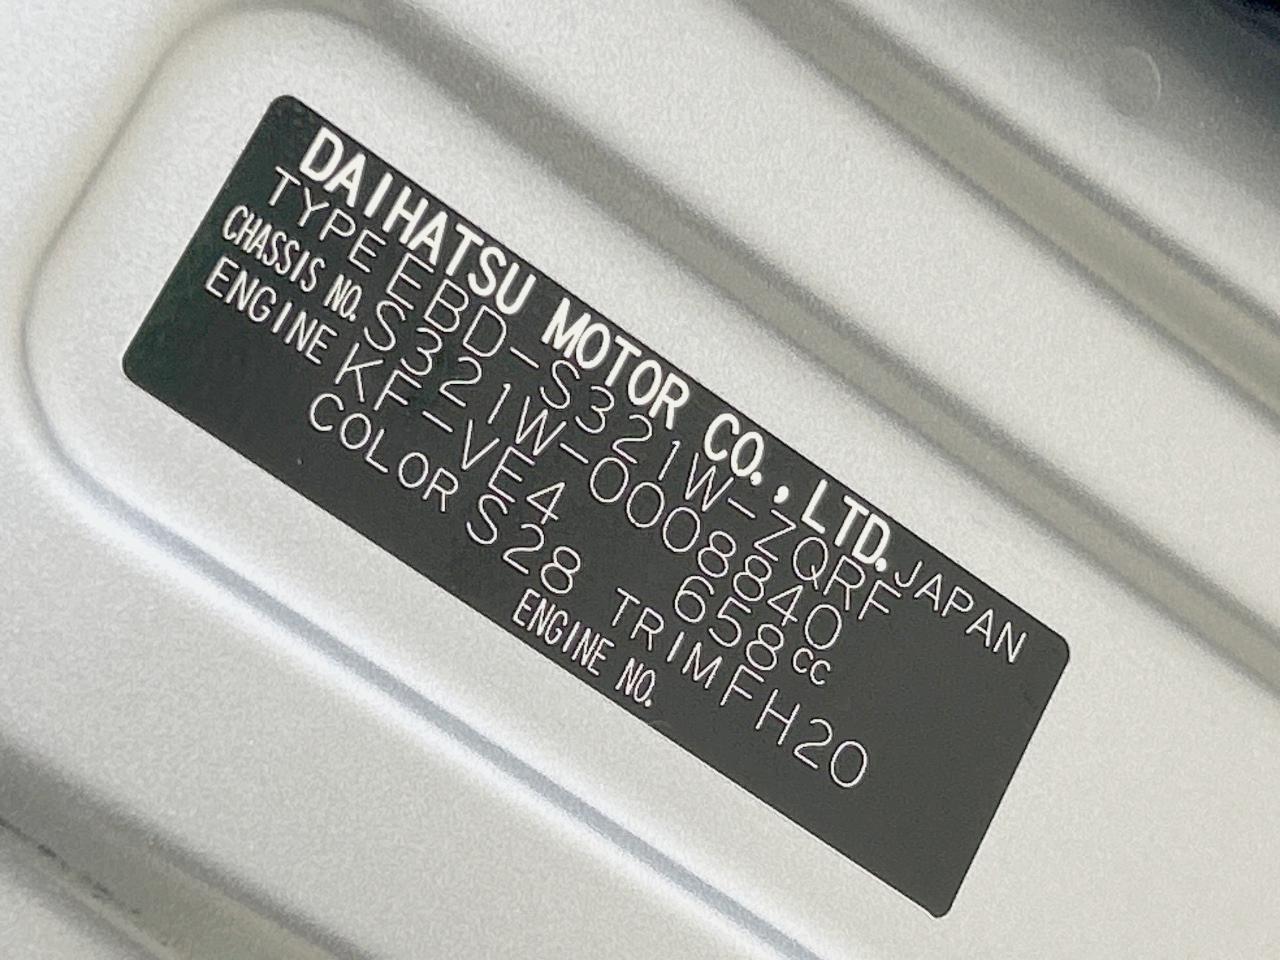 DAIHATSU MOTOR CO., LTD. JAPAN
TYPE EBD-S321W-ZQRF
CHASSIS NO. S321W-0008840
ENGINE KF-VE4 658cc
COLOR S28 TRIM FH20
ENGINE NO.